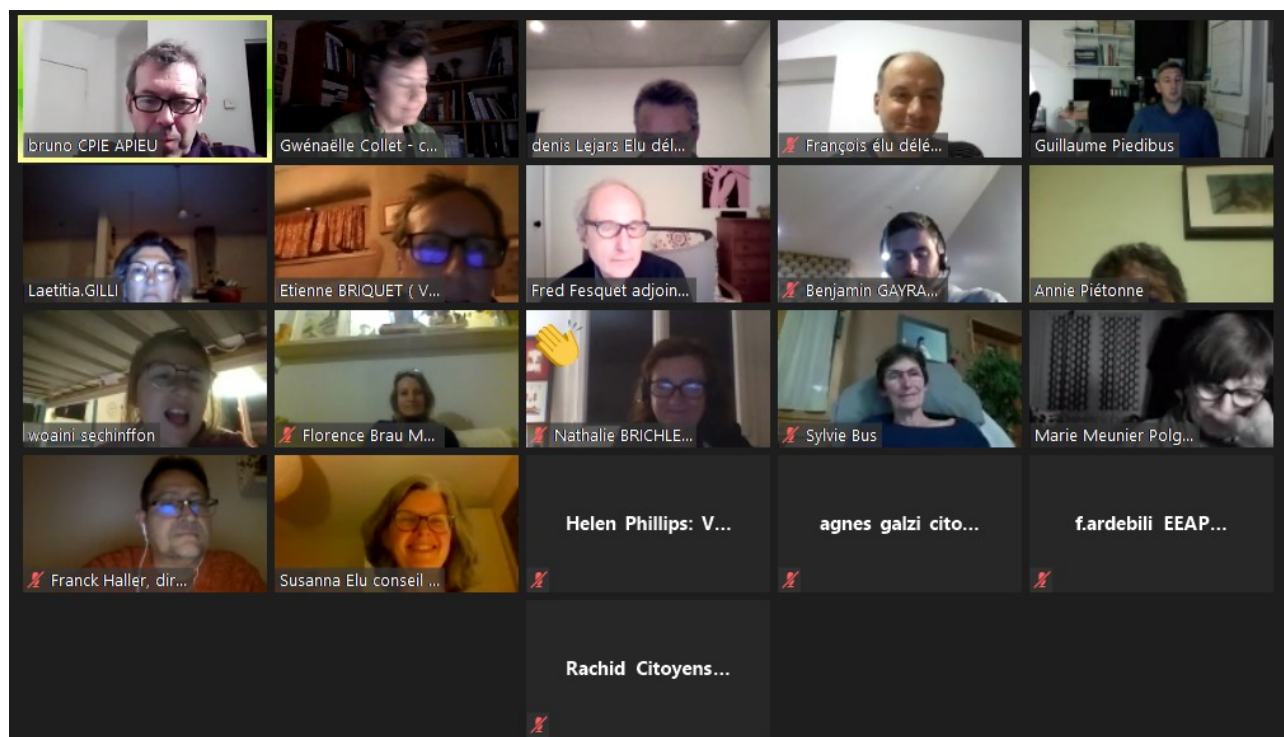 bruno CPIE APIEU
Gwénaëlle Collet - c...
denis Lejars Elu dél...
François élu délé...
Guillaume Piedibus
Laetitia.GILLI
Etienne BRIQUET ( V...
Fred Fesquet adjoin...
Benjamin GAYRA...
Annie Piétonne
woaini sechinffon
Florence Brau M...
Nathalie BRICHLE...
Sylvie Bus
Marie Meunier Polg...
Franck Haller, dir...
Susanna Elu conseil ...
Helen Phillips: V...
agnes galzi cito...
f.ardebili EEAP...
Rachid Citoyens...